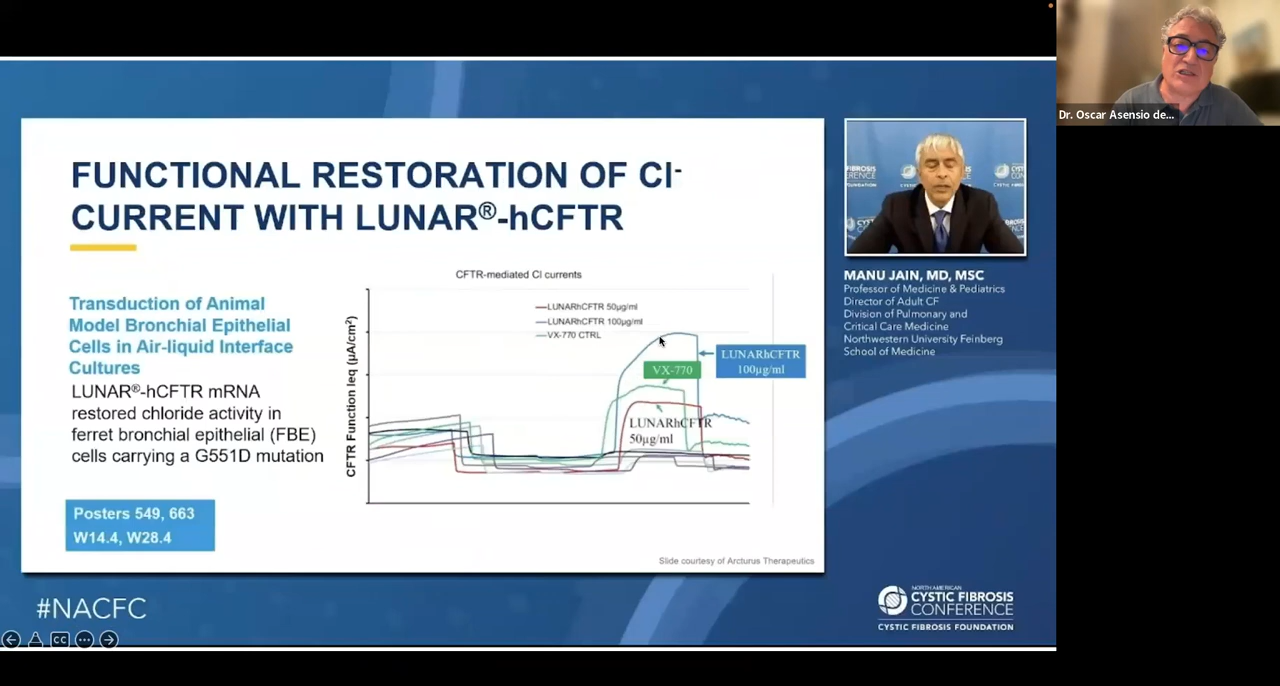 Dr. Oscar Asensio de...
FUNCTIONAL RESTORATION OF Cl-
CURRENT WITH LUNAR®-hCFTR
Transduction of Animal
Model Bronchial Epithelial
Cells in Air-liquid Interface
Cultures
LUNAR®-hCFTR mRNA
restored chloride activity in
ferret bronchial epithelial (FBE)
cells carrying a G551D mutation
Posters 549, 663
W14.4, W28.4
CFTR-mediated Cl currents
CFTR Function Ieq (µA/cm²)
LUNARhCFTR 50µg/ml
LUNARhCFTR 100µg/ml
VX-770 CTRL
LUNARhCFTR
100µg/ml
VX-770
LUNARhCFTR
50µg/ml
Slide courtesy of Arcturus Therapeutics
MANU JAIN, MD, MSC
Professor of Medicine & Pediatrics
Director of Adult CF
Division of Pulmonary and
Critical Care Medicine
Northwestern University Feinberg
School of Medicine
#NACFC
NORTH AMERICAN
CYSTIC FIBROSIS
CONFERENCE
CYSTIC FIBROSIS FOUNDATION
CC